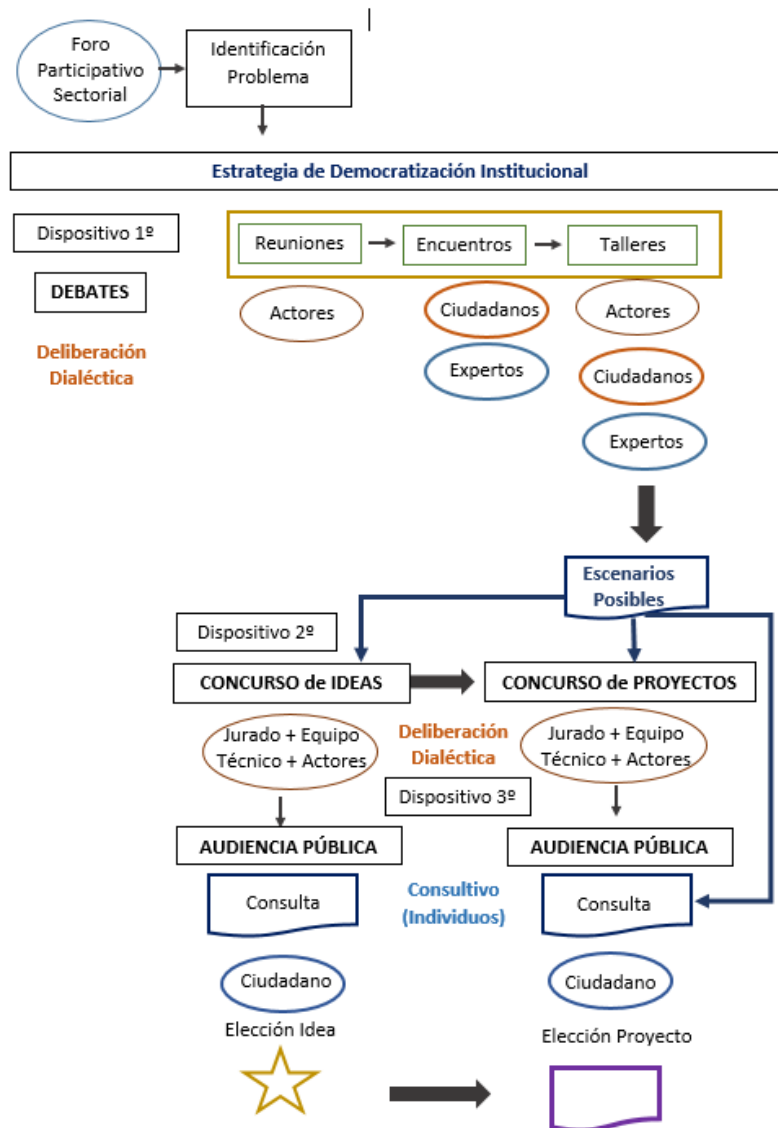 Foro
Participativo
Sectorial
Identificación
Problema
Estrategia de Democratización Institucional
Dispositivo 1º
Reuniones
Encuentros
Talleres
DEBATES
Actores
Ciudadanos
Actores
Deliberación
Dialéctica
Expertos
Ciudadanos
Expertos
Escenarios
Posibles
Dispositivo 2º
CONCURSO de IDEAS
CONCURSO de PROYECTOS
Jurado + Equipo
Técnico + Actores
Deliberación
Dialéctica
Jurado + Equipo
Técnico + Actores
Dispositivo 3º
AUDIENCIA PÚBLICA
AUDIENCIA PÚBLICA
Consulta
Consultivo
(Individuos)
Consulta
Ciudadano
Ciudadano
Elección Idea
Elección Proyecto